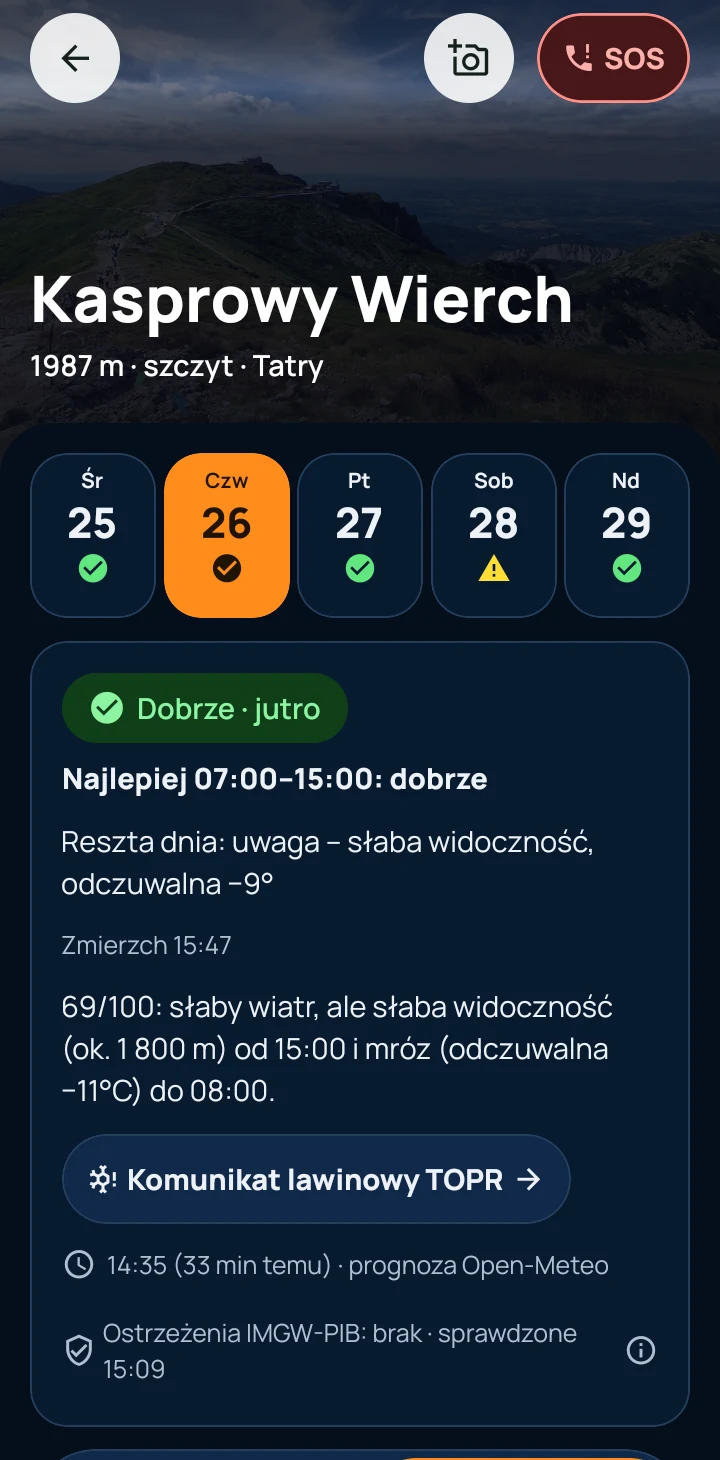 SOS
Kasprowy Wierch
1987 m · szczyt · Tatry
Śr Czw Pt Sob Nd
25 26 27 28 29
Dobrze · jutro
Najlepiej 07:00–15:00: dobrze
Reszta dnia: uwaga – słaba widoczność,
odczuwalna −9°
Zmierzch 15:47
69/100: słaby wiatr, ale słaba widoczność
(ok. 1 800 m) od 15:00 i mróz (odczuwalna
−11°C) do 08:00.
Komunikat lawinowy TOPR →
14:35 (33 min temu) · prognoza Open-Meteo
Ostrzeżenia IMGW-PIB: brak · sprawdzone
15:09